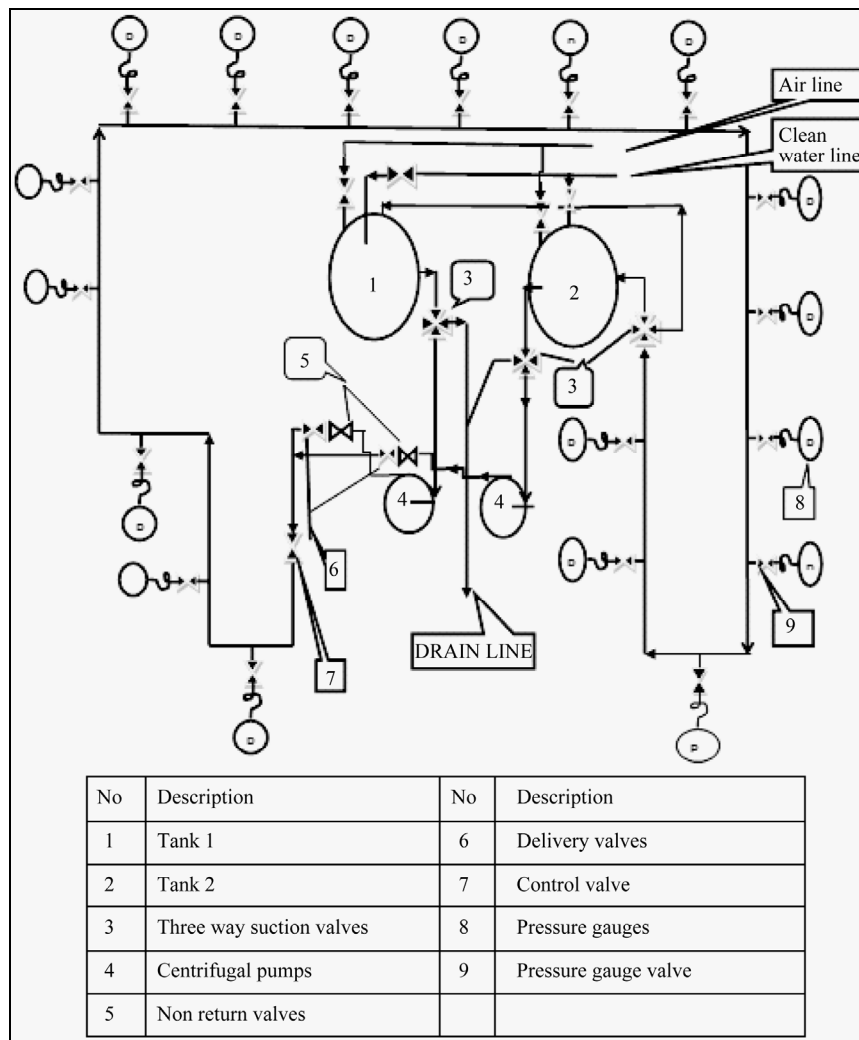 p p p p p n p
Air line
Clean
water line
p
1
3
2
p
5
3
p
p
4
4
8
p
p
6
p
n
9
DRAIN LINE
7
p
p
No Description No Description
1 Tank 1 6 Delivery valves
2 Tank 2 7 Control valve
3 Three way suction valves 8 Pressure gauges
4 Centrifugal pumps 9 Pressure gauge valve
5 Non return valves